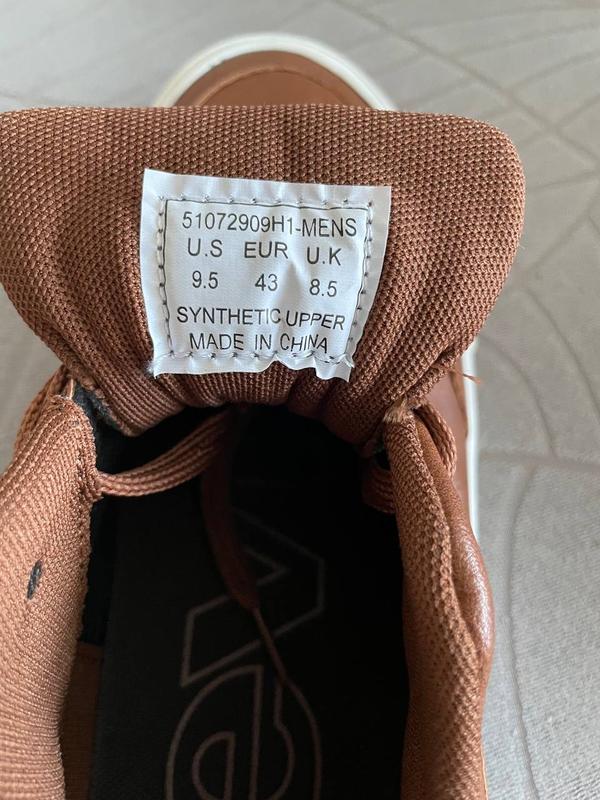 51072909H1-MENS
U.S EUR U.K
9.5 43 8.5
SYNTHETIC UPPER
MADE IN CHINA